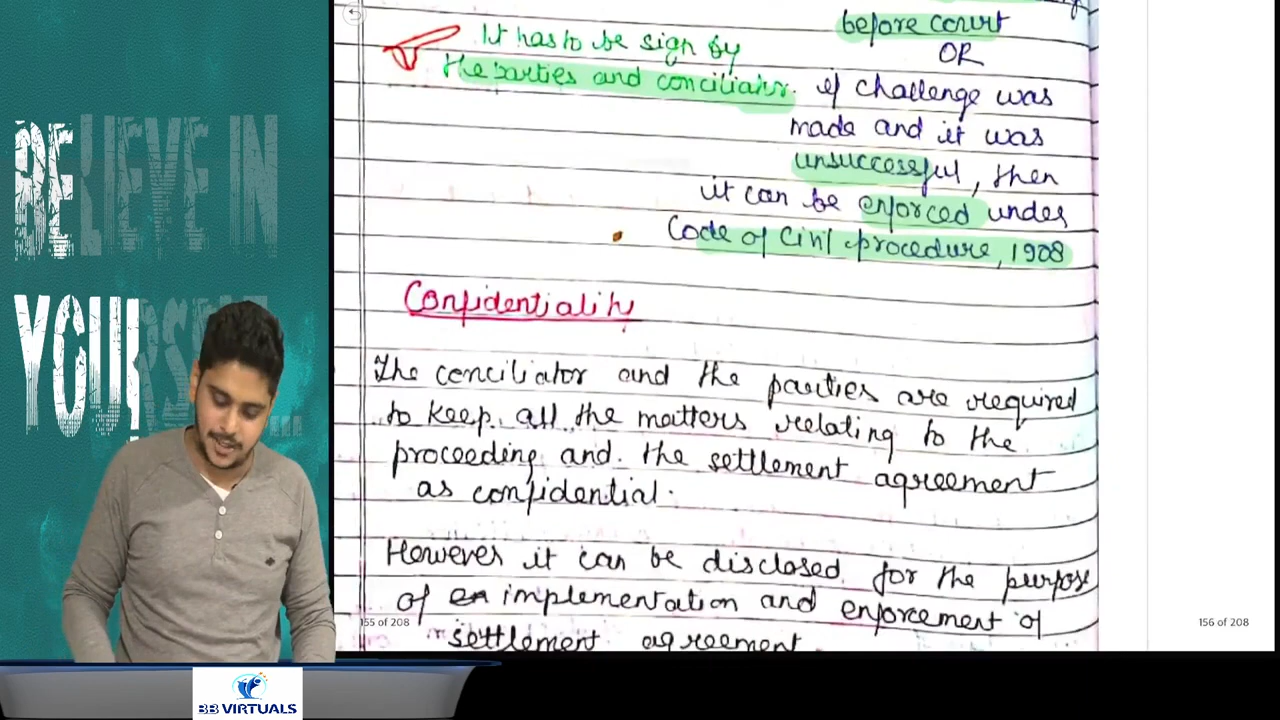 BELIEVE IN
YOUR
before court
It has to be sign by
OR
the parties and conciliator.
if challenge was
made and it was
unsuccessful, then
it can be enforced under
Code of Civil procedure, 1908
Confidentiality
The conciliator and the parties are required
to keep all the matters relating to the
proceeding and the settlement agreement
as confidential.
However it can be disclosed for the purpose
of en implementation and enforcement of
155 of 208
156 of 208
settlement agreement
BB VIRTUALS